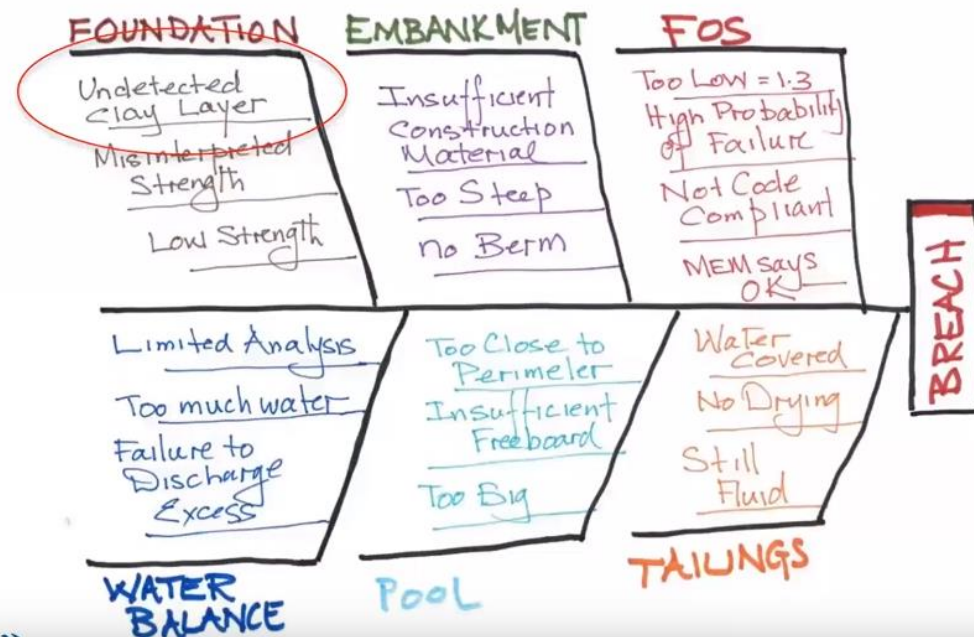 FOUNDATION
Undetected
Clay Layer
Misinterpreted
Strength
Low Strength
EMBANKMENT
Insufficient
Construction
Material
Too Steep
no Berm
FOS
Too Low = 1.3
High Probability
of Failure
Not Code
Compliant
MEM says
OK
BREACH
Limited Analysis
Too much water
Failure to
Discharge
Excess
WATER
BALANCE
Too Close to
Perimeter
Insufficient
Freeboard
Too Big
POOL
Water
Covered
No Drying
Still
Fluid
TAILINGS